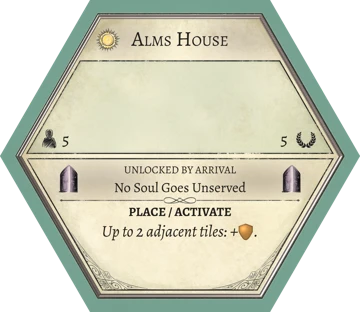 Alms House
5 5
UNLOCKED BY ARRIVAL
No Soul Goes Unserved
PLACE / ACTIVATE
Up to 2 adjacent tiles: + .